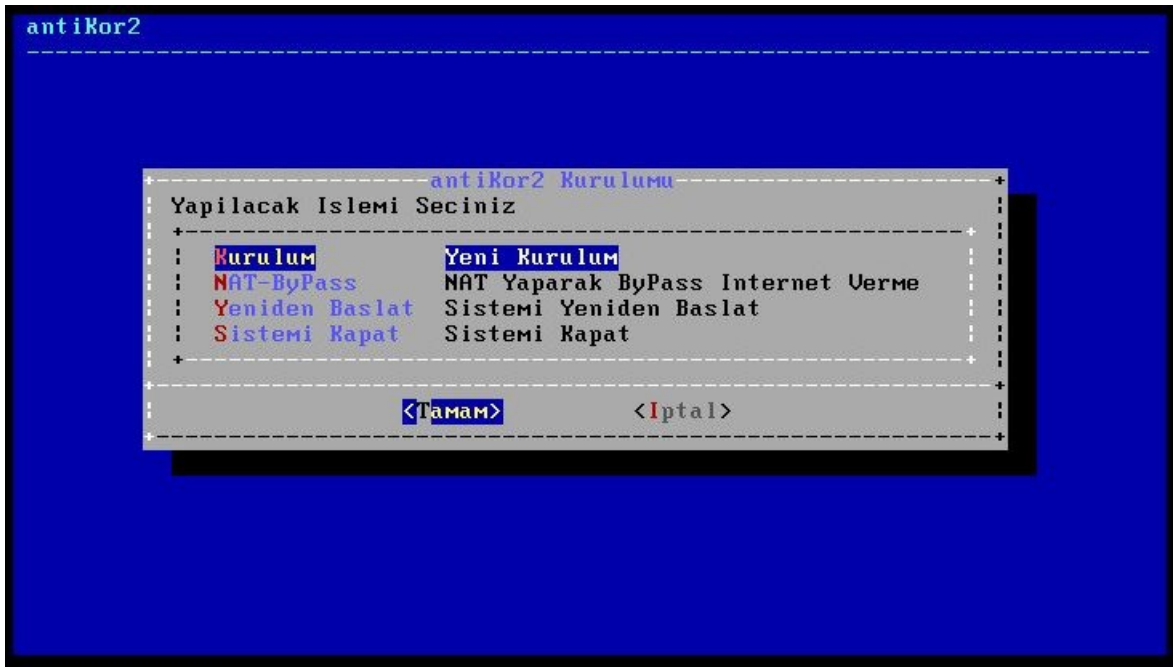 antiKor2
antiKor2 Kurulumu
Yapilacak Islemi Seciniz
Kurulum Yeni Kurulum
NAT-ByPass NAT Yaparak ByPass Internet Verme
Yeniden Baslat Sistemi Yeniden Baslat
Sistemi Kapat Sistemi Kapat
<Tamam> <Iptal>